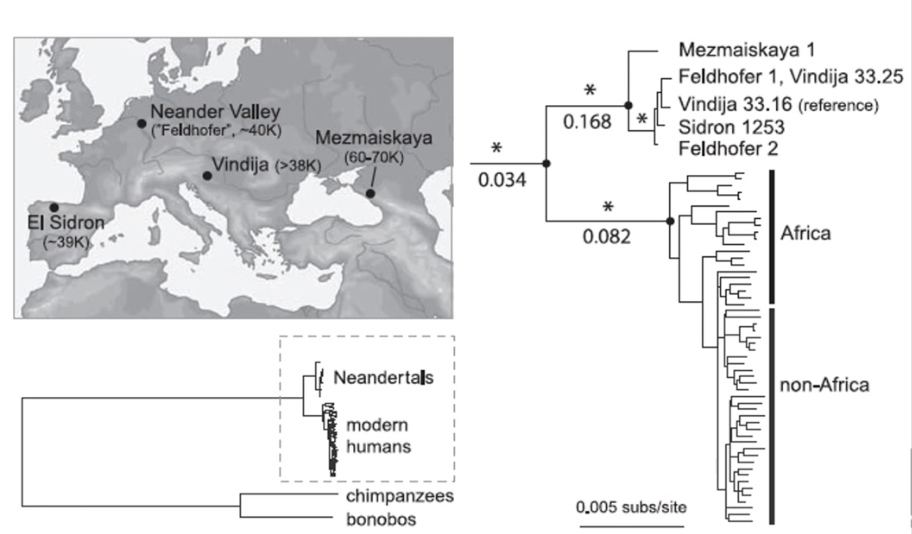 Neander Valley
("Feldhofer", ~40K)
Mezmaiskaya
(60-70K)
Vindija (>38K)
El Sidron
(~39K)
Neandertals
modern
humans
chimpanzees
bonobos
*
0.034
*
0.168
*
*
0.082
Mezmaiskaya 1
Feldhofer 1, Vindija 33.25
Vindija 33.16 (reference)
Sidron 1253
Feldhofer 2
Africa
non-Africa
0.005 subs/site